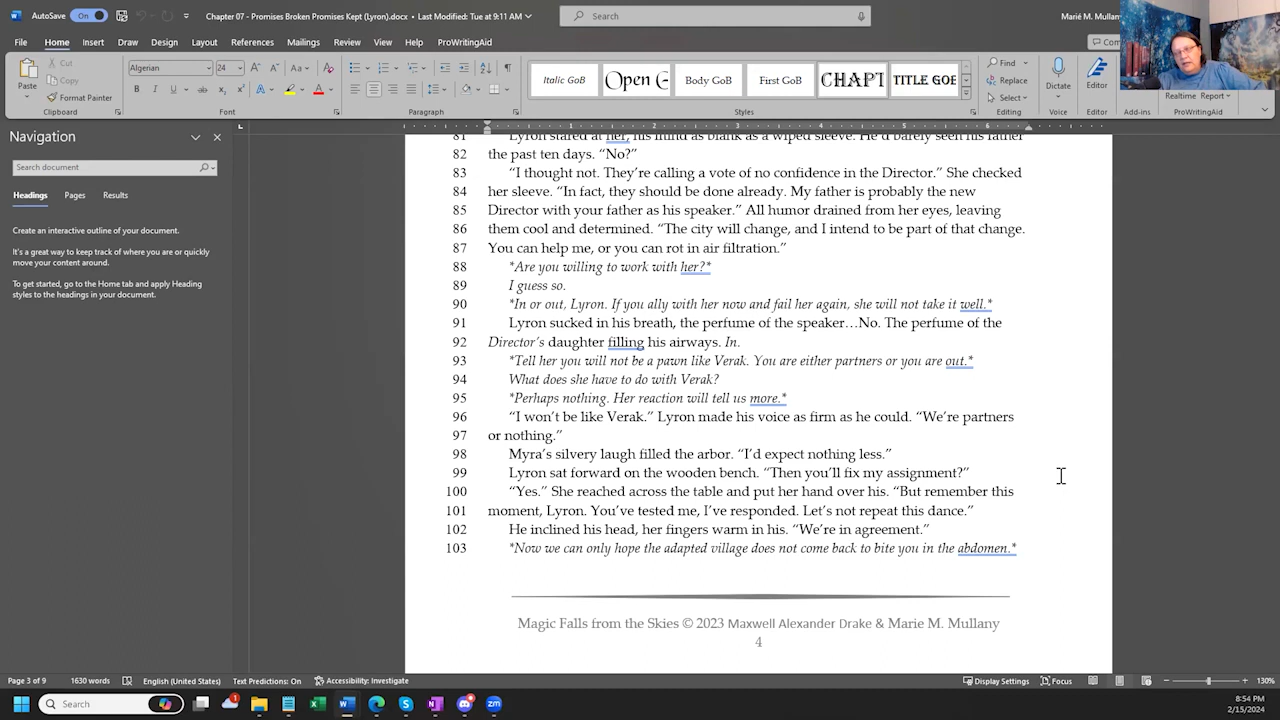 AutoSave On Chapter 07 - Promises Broken Promises Kept (Lyron).docx • Last Modified: Tue at 9:11 AM Search Marié M. Mullany
File Home Insert Draw Design Layout References Mailings Review View Help ProWritingAid Com
Paste Cut Copy Format Painter
Clipboard
Algerian 24
Font
Paragraph
Italic GoB Open G Body GoB First GoB CHAPT TITLE GOB
Styles
Find Replace Select
Editing
Dictate
Voice
Editor
Editor
Add-ins
Realtime Report
ProWritingAid
Navigation
Search document
Headings Pages Results
Create an interactive outline of your document.
It's a great way to keep track of where you are or quickly
move your content around.
To get started, go to the Home tab and apply Heading
styles to the headings in your document.
81 Lyron stared at her, his mind as blank as a wiped sleeve. He'd barely seen his father
82 the past ten days. “No?”
83 “I thought not. They’re calling a vote of no confidence in the Director.” She checked
84 her sleeve. “In fact, they should be done already. My father is probably the new
85 Director with your father as his speaker.” All humor drained from her eyes, leaving
86 them cool and determined. “The city will change, and I intend to be part of that change.
87 You can help me, or you can rot in air filtration.”
88 *Are you willing to work with her?*
89 I guess so.
90 *In or out, Lyron. If you ally with her now and fail her again, she will not take it well.*
91 Lyron sucked in his breath, the perfume of the speaker…No. The perfume of the
92 Director’s daughter filling his airways. In.
93 *Tell her you will not be a pawn like Verak. You are either partners or you are out.*
94 What does she have to do with Verak?
95 *Perhaps nothing. Her reaction will tell us more.*
96 “I won’t be like Verak.” Lyron made his voice as firm as he could. “We’re partners
97 or nothing.”
98 Myra’s silvery laugh filled the arbor. “I’d expect nothing less.”
99 Lyron sat forward on the wooden bench. “Then you’ll fix my assignment?”
100 “Yes.” She reached across the table and put her hand over his. “But remember this
101 moment, Lyron. You’ve tested me, I’ve responded. Let’s not repeat this dance.”
102 He inclined his head, her fingers warm in his. “We’re in agreement.”
103 *Now we can only hope the adapted village does not come back to bite you in the abdomen.*
Magic Falls from the Skies © 2023 Maxwell Alexander Drake & Marie M. Mullany
4
Page 3 of 9 1630 words English (United States) Text Predictions: On Accessibility: Investigate Display Settings Focus 130%
Search
8:54 PM
2/15/2024